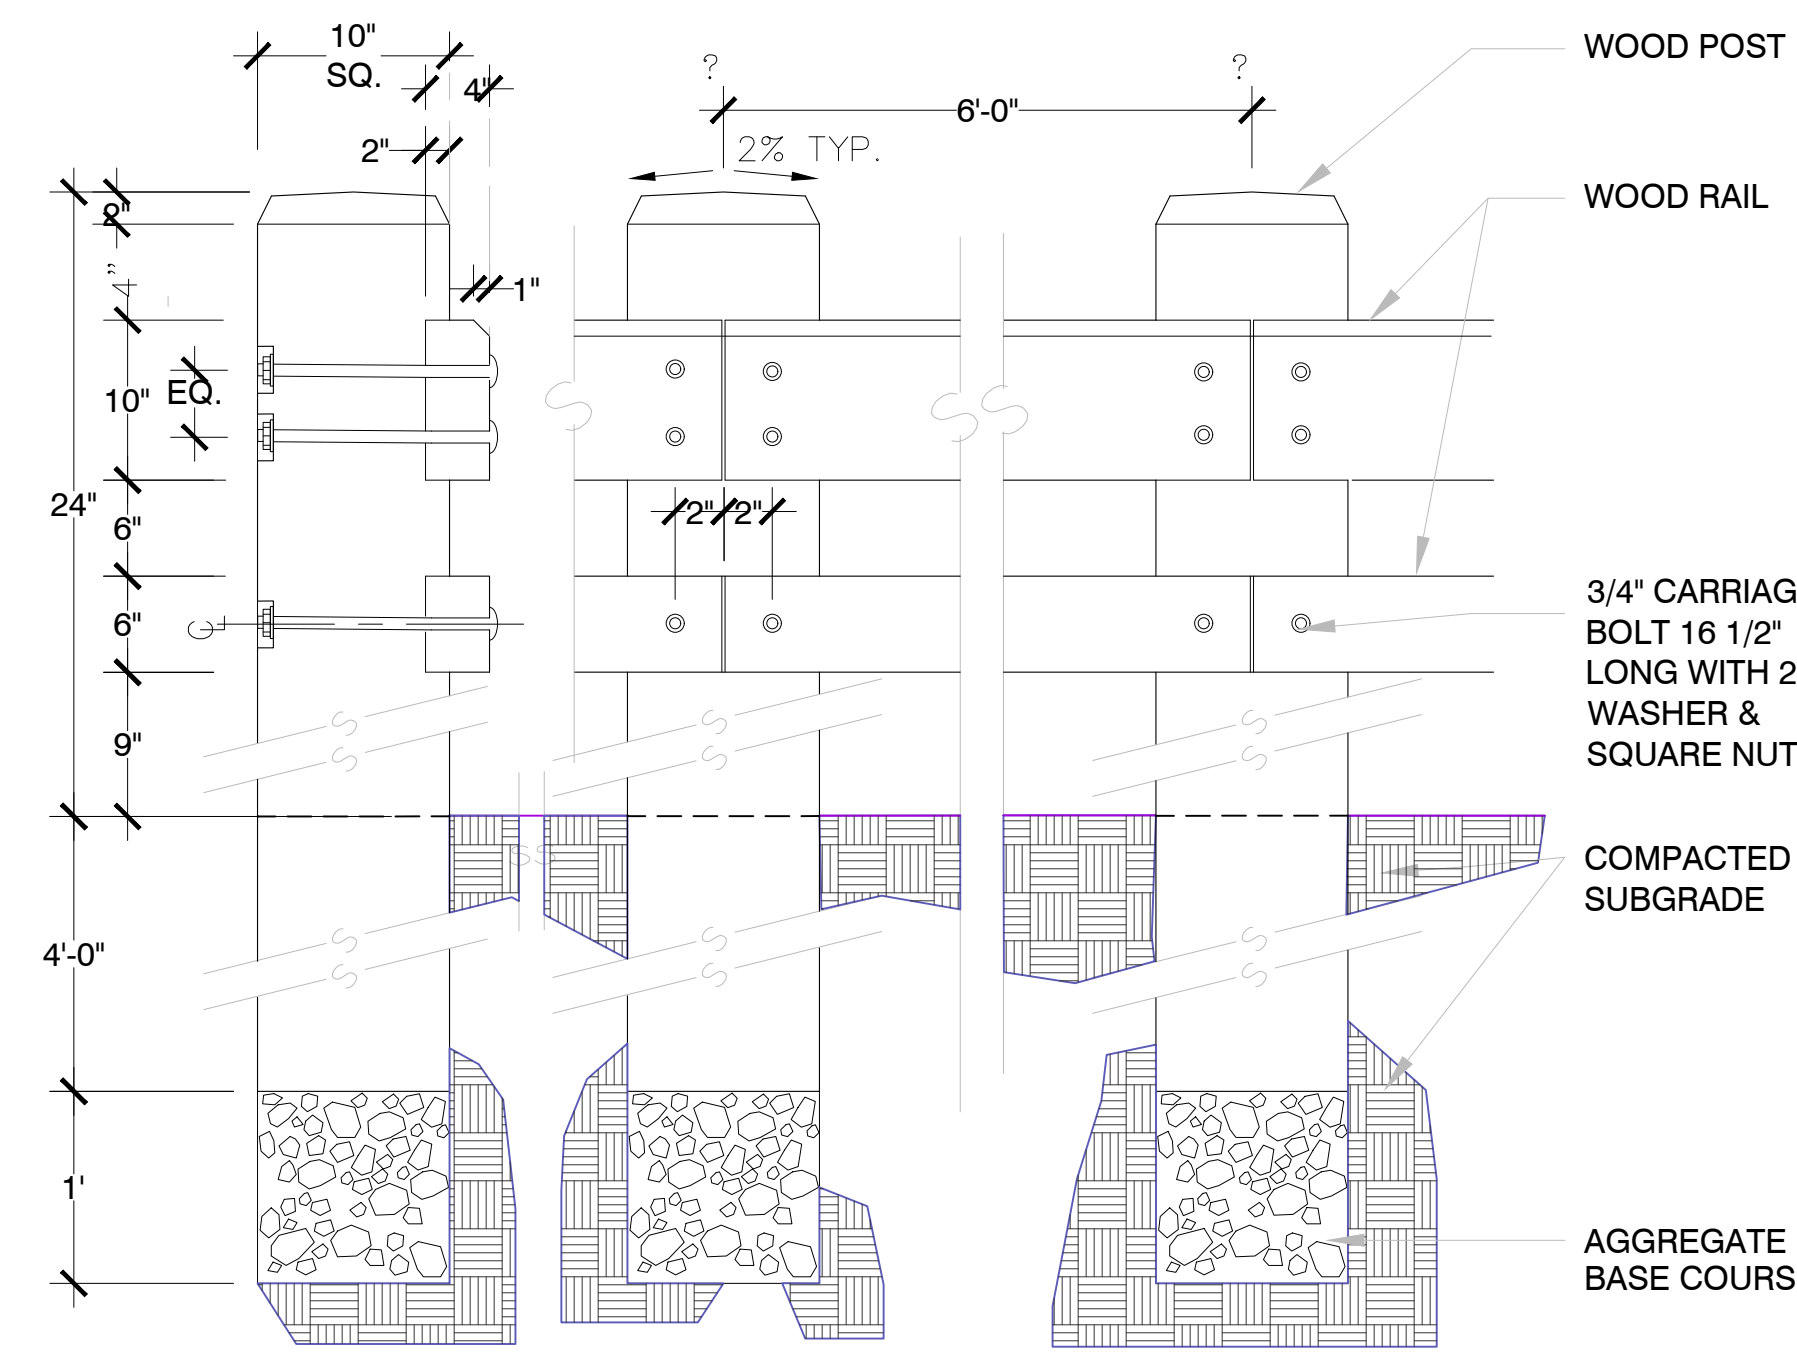 10"
SQ.
4"
2"
?
?
6'-0"
2% TYP.
WOOD POST
WOOD RAIL
4"
1"
10"
EQ.
24"
6"
2"
2"
6"
9"
3/4" CARRIAG
BOLT 16 1/2"
LONG WITH 2
WASHER &
SQUARE NUT
S
S
S
S
S
S
S
S
S
S
S
COMPACTED
SUBGRADE
S
S
S
S
S
S
4'-0"
1'
AGGREGATE
BASE COURS